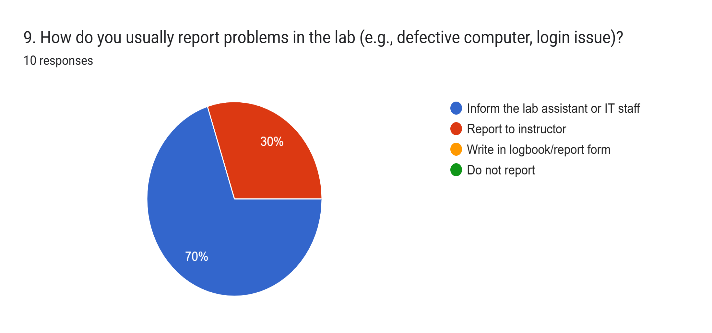 9. How do you usually report problems in the lab (e.g., defective computer, login issue)?
10 responses
Inform the lab assistant or IT staff
Report to instructor
Write in logbook/report form
Do not report
30%
70%